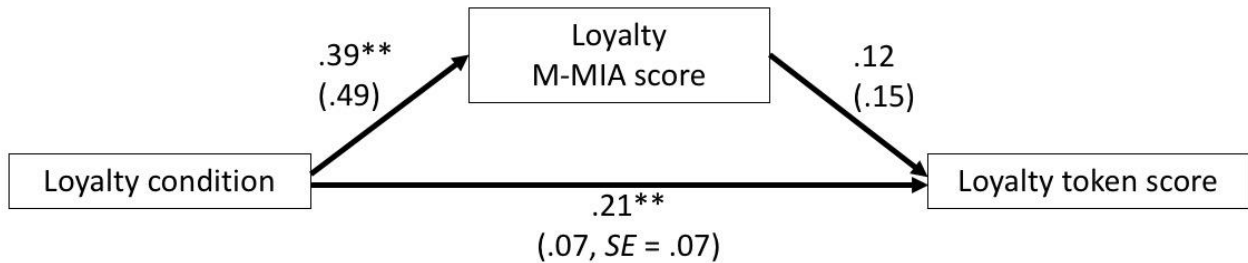 Loyalty
M-MIA score
.39**
(.49)
.12
(.15)
Loyalty condition
Loyalty token score
.21**
(.07, SE = .07)